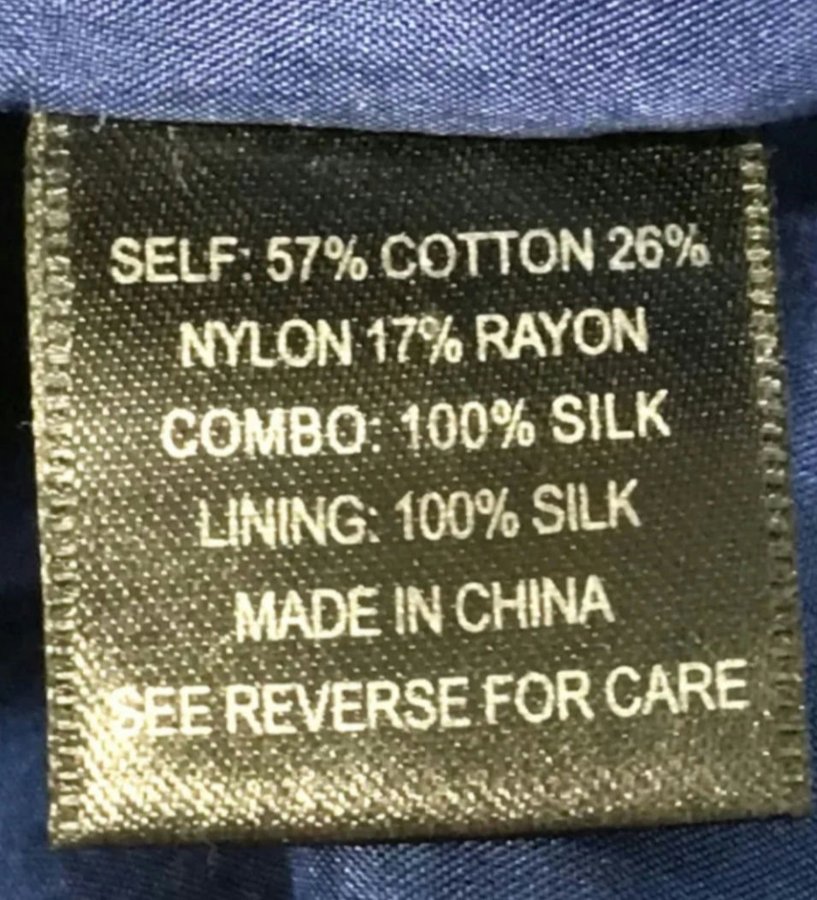 SELF: 57% COTTON 26%
NYLON 17% RAYON
COMBO: 100% SILK
LINING: 100% SILK
MADE IN CHINA
SEE REVERSE FOR CARE